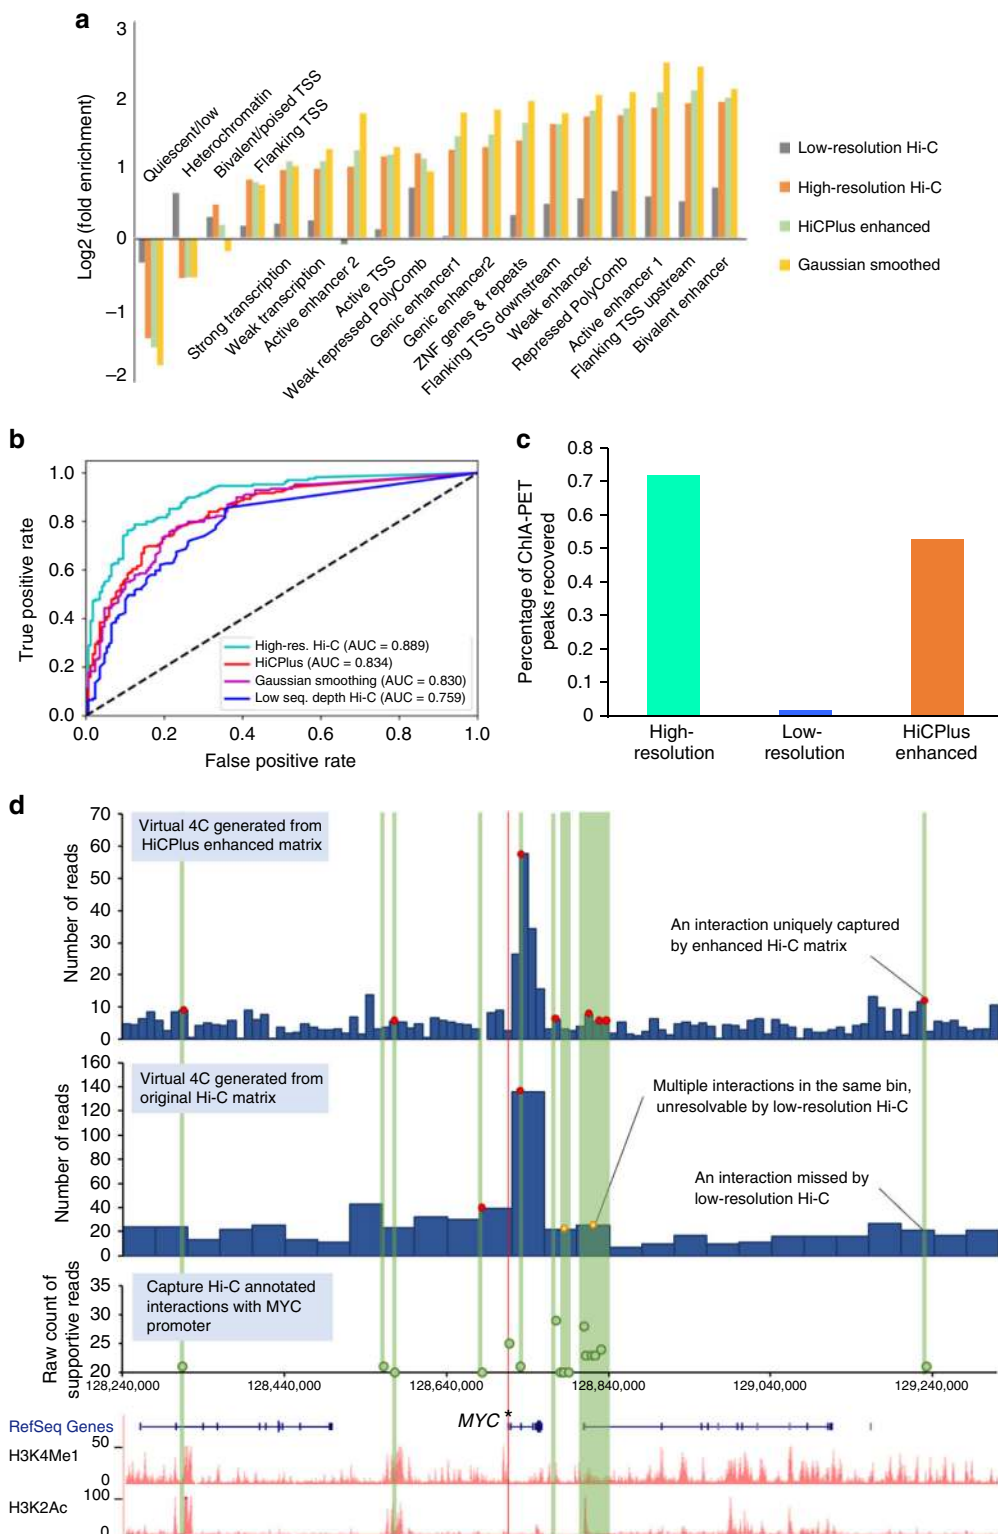 a
Log2 (fold enrichment)
3
2
1
0
−1
−2
Quiescent/low
Heterochromatin
Bivalent/poised TSS
Flanking TSS
Strong transcription
Weak transcription
Active enhancer 2
Active TSS
Weak repressed PolyComb
Genic enhancer1
Genic enhancer2
ZNF genes & repeats
Flanking TSS downstream
Weak enhancer
Repressed PolyComb
Active enhancer 1
Flanking TSS upstream
Bivalent enhancer
Low-resolution Hi-C
High-resolution Hi-C
HiCPlus enhanced
Gaussian smoothed
b
True positive rate
1.0
0.8
0.6
0.4
0.2
0.0
0.0 0.2 0.4 0.6 0.8 1.0
False positive rate
High-res. Hi-C (AUC = 0.889)
HiCPlus (AUC = 0.834)
Gaussian smoothing (AUC = 0.830)
Low seq. depth Hi-C (AUC = 0.759)
c
Percentage of ChIA-PET
peaks recovered
0.8
0.7
0.6
0.5
0.4
0.3
0.2
0.1
0
High-
resolution
Low-
resolution
HiCPlus
enhanced
d
Number of reads
70
60
50
40
30
20
10
0
Virtual 4C generated from
HiCPlus enhanced matrix
An interaction uniquely captured
by enhanced Hi-C matrix
Number of reads
160
140
120
100
80
60
40
20
0
Virtual 4C generated from
original Hi-C matrix
Multiple interactions in the same bin,
unresolvable by low-resolution Hi-C
An interaction missed by
low-resolution Hi-C
Raw count of
supportive reads
35
30
25
20
Capture Hi-C annotated
interactions with MYC
promoter
128,240,000 128,440,000 128,640,000 128,840,000 129,040,000 129,240,000
RefSeq Genes
MYC *
H3K4Me1
50
0
H3K2Ac
100
0